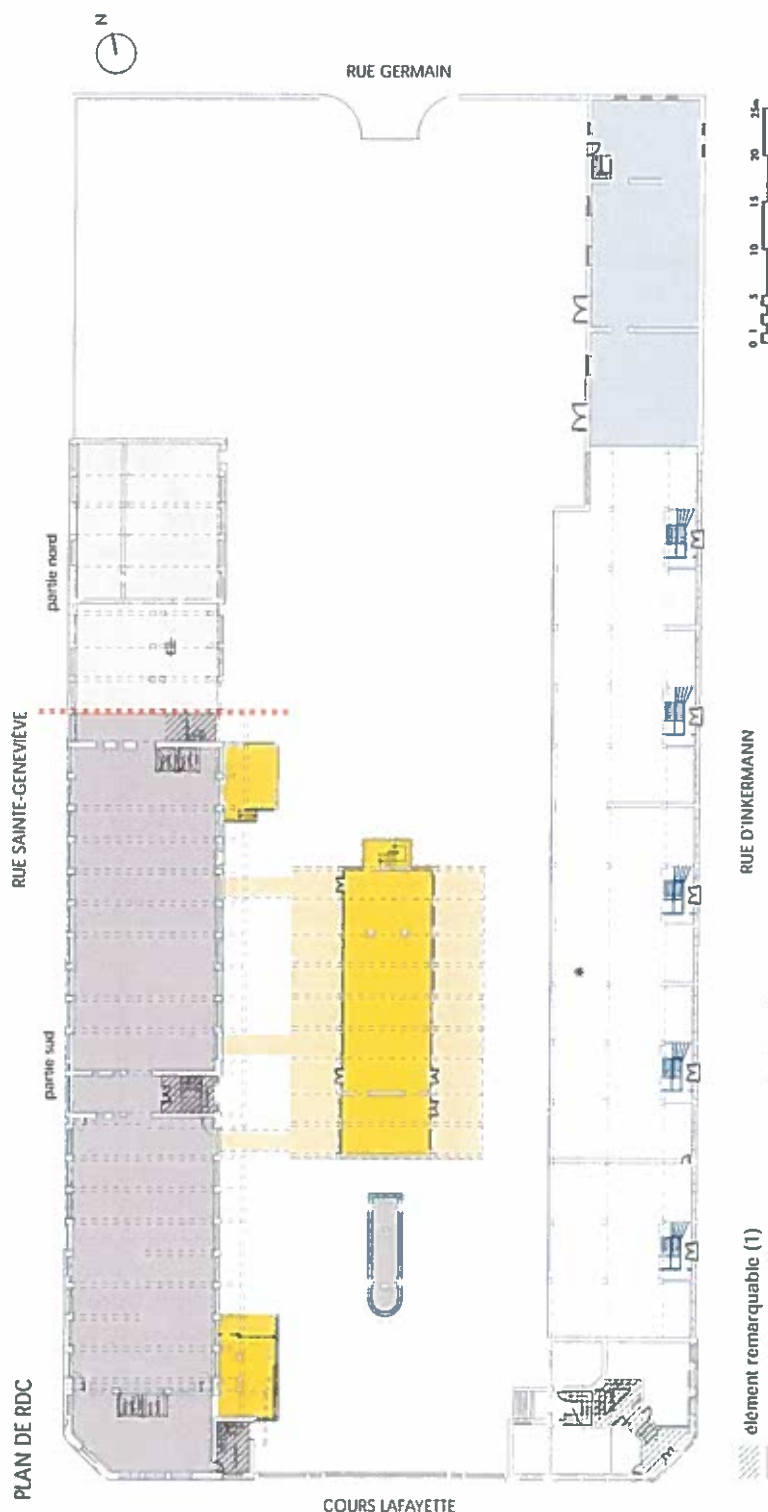 N
RUE GERMAIN
partie nord
RUE SAINTE-GENEVIÈVE
partie sud
PLAN DE RDC
COURS LAFAYETTE
RUE D'INKERMANN
0 1 5 10 15 20 25m
élément remarquable (1)